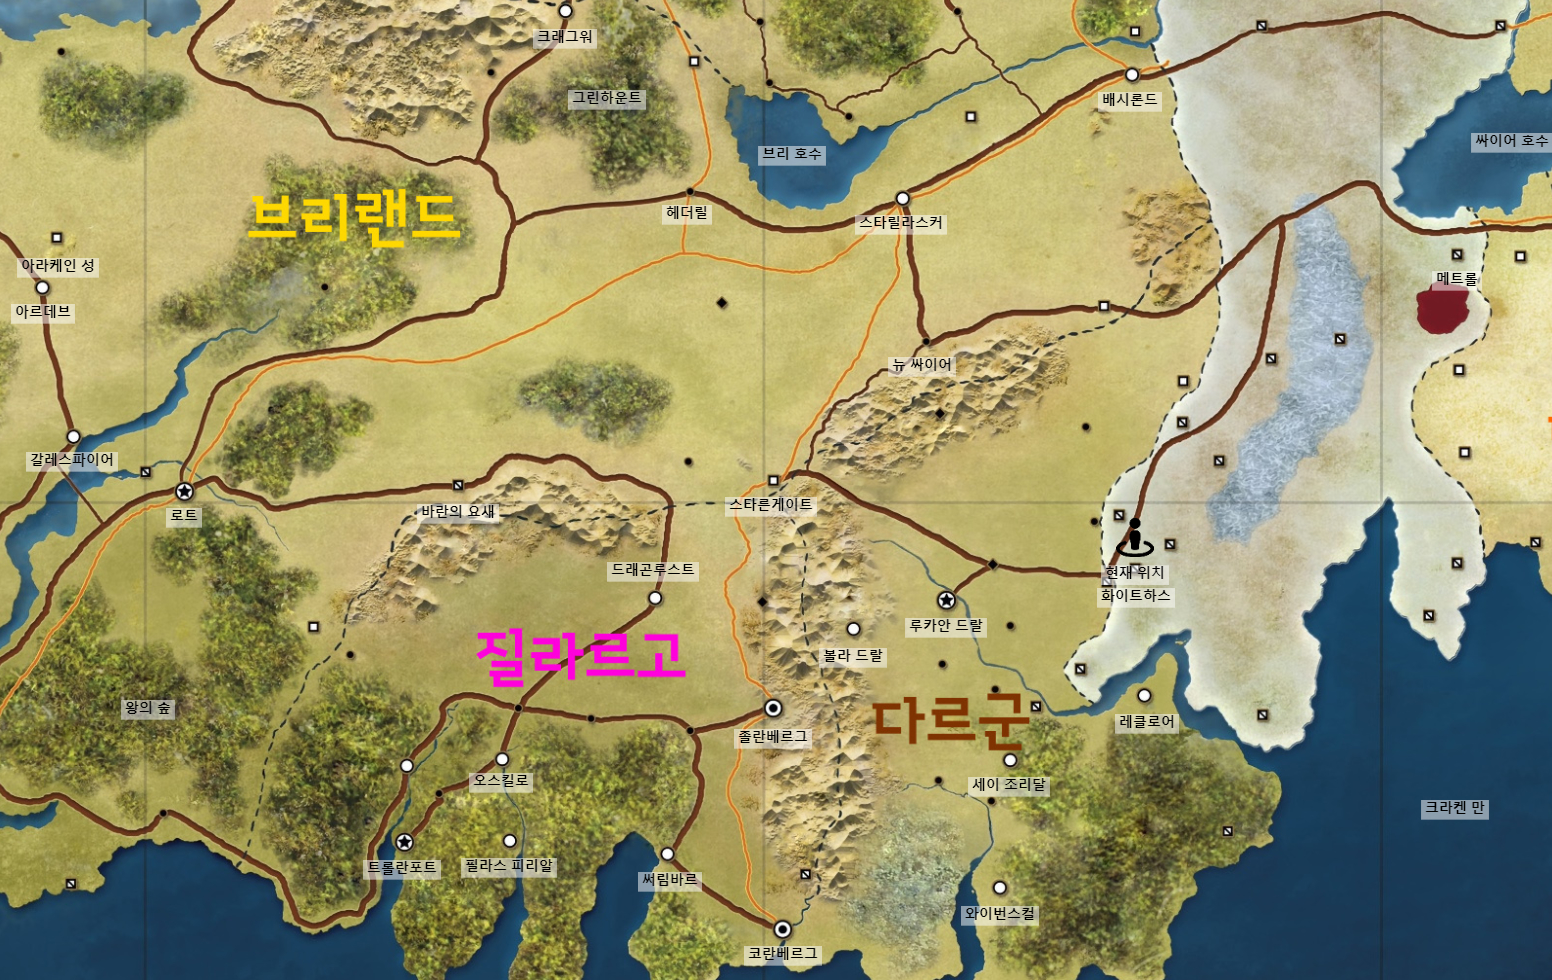 크래그워
그린하운트
배시론드
싸이어 호수
브리 호수
브리랜드
헤더릴
스타릴라스커
아라케인 성
메트롤
아르데브
뉴 싸이어
갈레스파이어
로트
바란의 요새
스타른게이트
드래곤루스트
현재 위치
화이트하스
루카안 드랄
질라르고
볼라 드랄
왕의 숲
다르군
레클로어
졸란베르그
오스킬로
세이 조리달
크라켄 만
트롤란포트
필라스 피리알
써림바르
와이번스컬
코란베르그